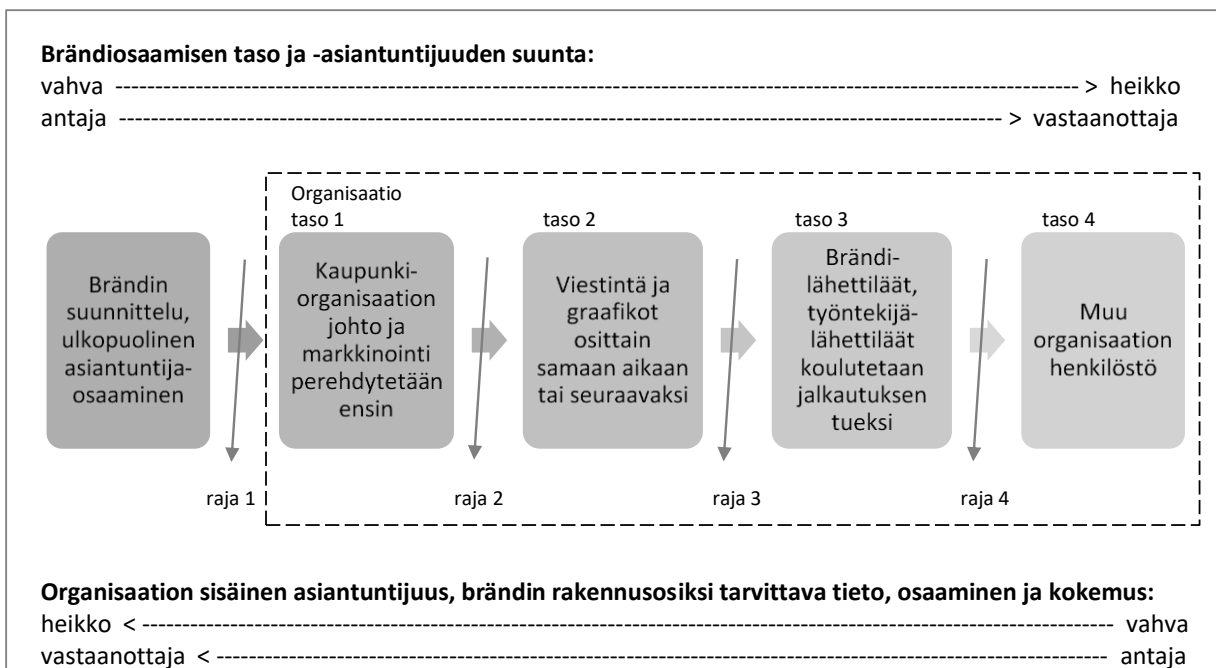 Brändiosaamisen taso ja -asiantuntijuuden suunta:
vahva ------------------------------------------------------------------------------------------------------------------------ > heikko
antaja -------------------------------------------------------------------------------------------------------------- > vastaanottaja
Organisaatio
taso 1
taso 2
taso 3
taso 4
Brändin
suunnittelu,
ulkopuolinen
asiantuntija-
osaaminen
Kaupunki-
organisaation
johto ja
markkinointi
perehdytetään
ensin
Viestintä ja
graafikot
osittain
samaan aikaan
tai seuraavaksi
Brändi-
lähettiläät,
työntekijä-
lähettiläät
koulutetaan
jalkautuksen
tueksi
Muu
organisaation
henkilöstö
raja 1
raja 2
raja 3
raja 4
Organisaation sisäinen asiantuntijuus, brändin rakennusosiksi tarvittava tieto, osaaminen ja kokemus:
heikko < ------------------------------------------------------------------------------------------------------------------------- vahva
vastaanottaja < ---------------------------------------------------------------------------------------------------------------- antaja